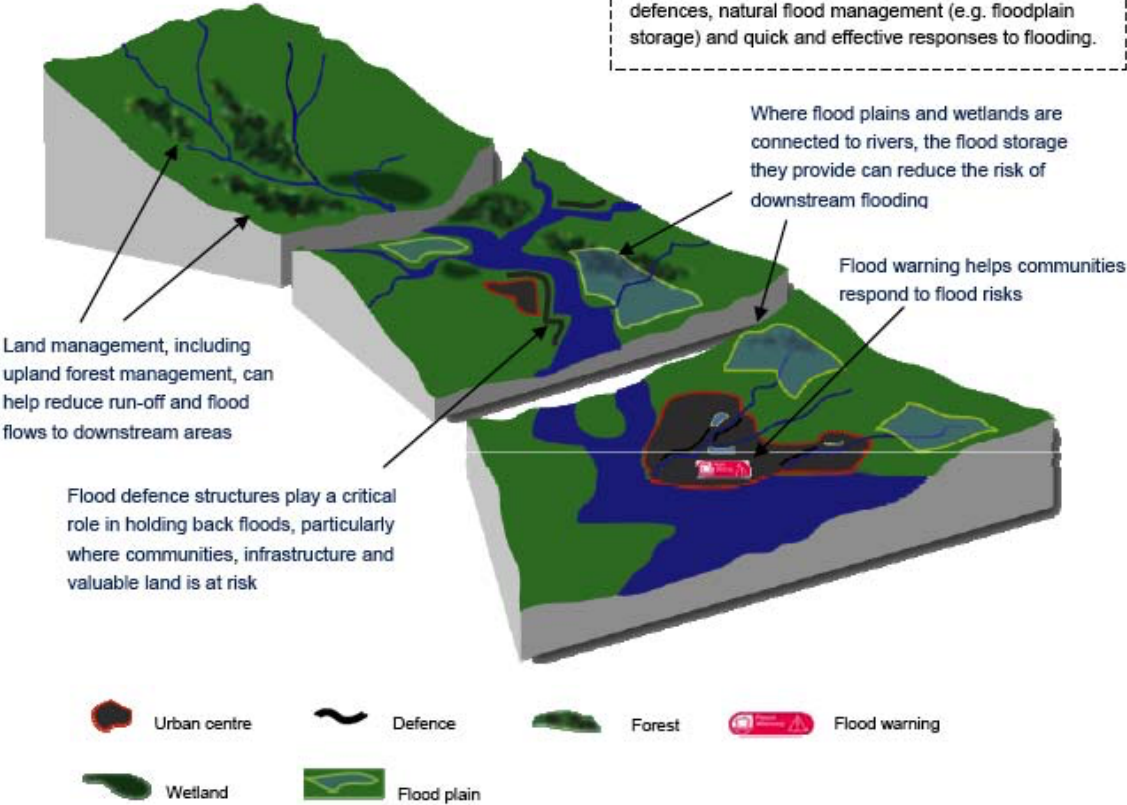 defences, natural flood management (e.g. floodplain
storage) and quick and effective responses to flooding.
Where flood plains and wetlands are
connected to rivers, the flood storage
they provide can reduce the risk of
downstream flooding
Flood warning helps communities
respond to flood risks
Land management, including
upland forest management, can
help reduce run-off and flood
flows to downstream areas
Flood defence structures play a critical
role in holding back floods, particularly
where communities, infrastructure and
valuable land is at risk
Urban centre
Defence
Forest
Flood warning
Wetland
Flood plain